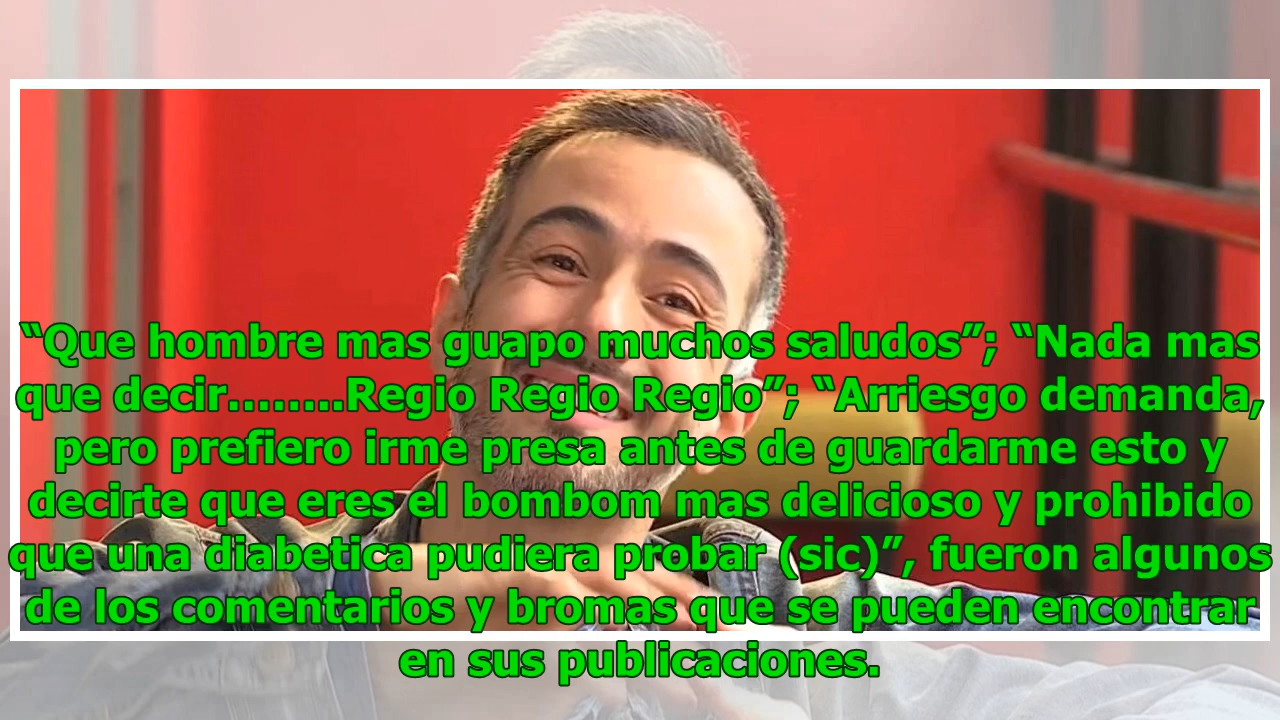 “Que hombre mas guapo muchos saludos”; “Nada mas
que decir........Regio Regio Regio”; “Arriesgo demanda,
pero prefiero irme presa antes de guardarme esto y
decirte que eres el bombom mas delicioso y prohibido
que una diabetica pudiera probar (sic)”, fueron algunos
de los comentarios y bromas que se pueden encontrar
en sus publicaciones.